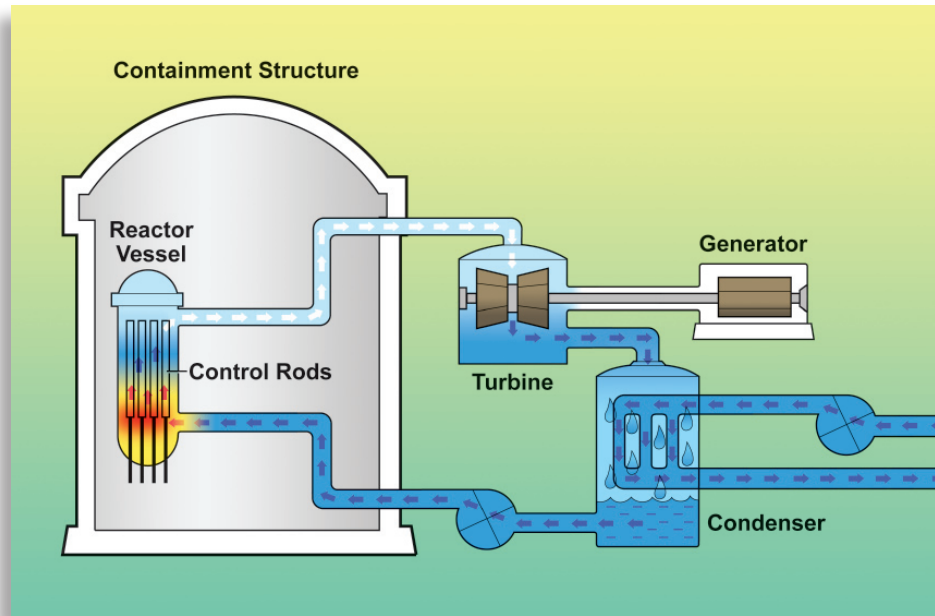 Containment Structure
Reactor
Vessel
Generator
Control Rods
Turbine
Condenser